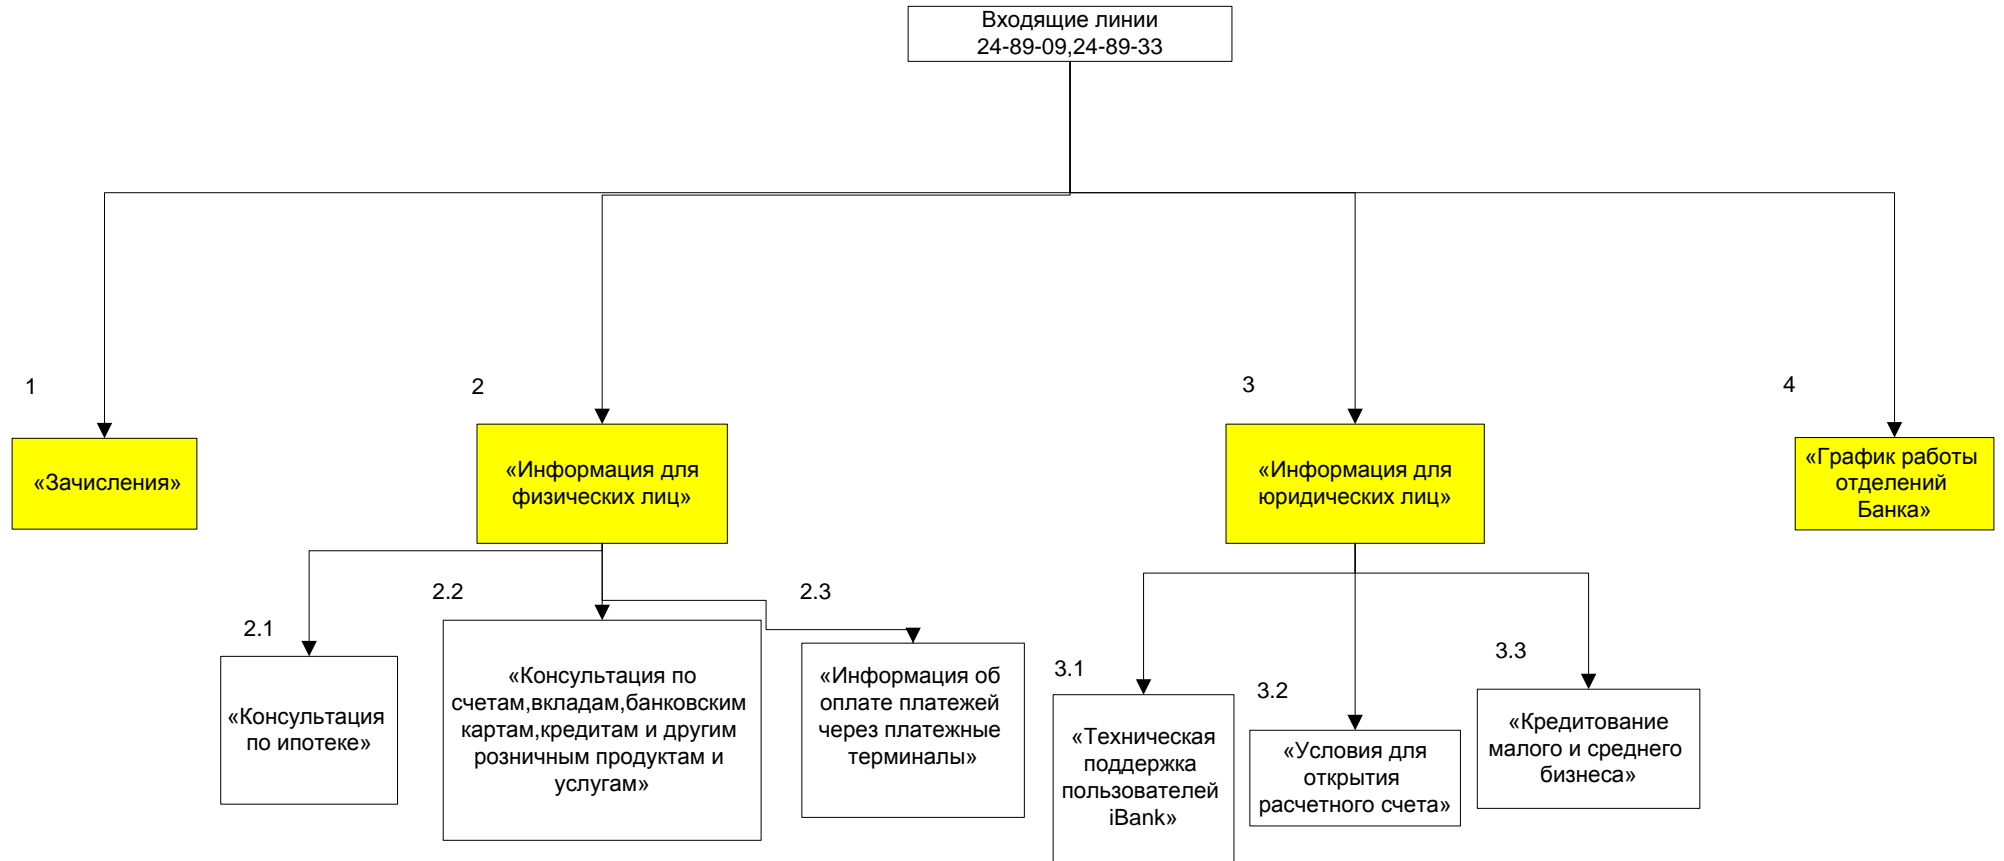 Входящие линии
24-89-09,24-89-33
1
2
3
4
«Зачисления»
«Информация для
физических лиц»
«Информация для
юридических лиц»
«График работы
отделений
Банка»
2.1
2.2
2.3
3.1
3.2
3.3
«Консультация
по ипотеке»
«Консультация по
счетам,вкладам,банковским
картам,кредитам и другим
розничным продуктам и
услугам»
«Информация об
оплате платежей
через платежные
терминалы»
«Техническая
поддержка
пользователей
iBank»
«Условия для
открытия
расчетного счета»
«Кредитование
малого и среднего
бизнеса»